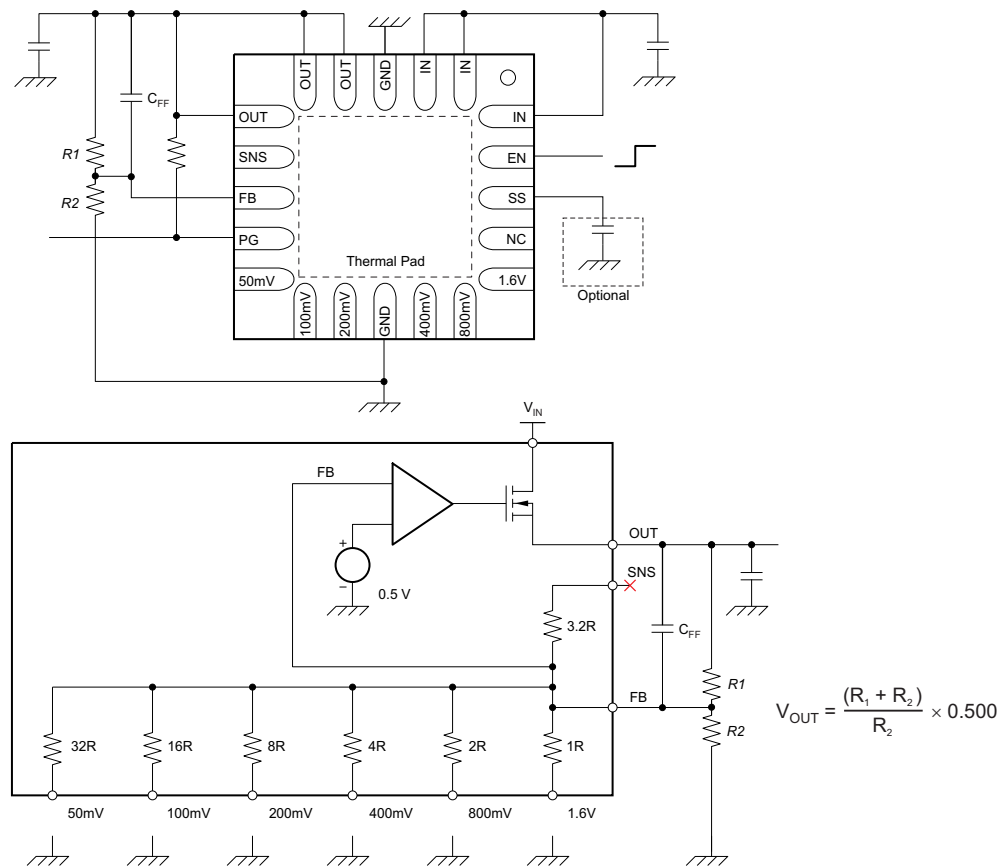 OUT
OUT
GND
IN
IN
C_FF
OUT
IN
R1
SNS
EN
R2
FB
SS
PG
NC
Thermal Pad
50mV
1.6V
Optional
100mV
200mV
GND
400mV
800mV
V_IN
FB
OUT
+
SNS
−
0.5 V
3.2R
C_FF
FB
R1
V_OUT = (R_1 + R_2) / R_2 × 0.500
R2
32R
16R
8R
4R
2R
1R
50mV
100mV
200mV
400mV
800mV
1.6V